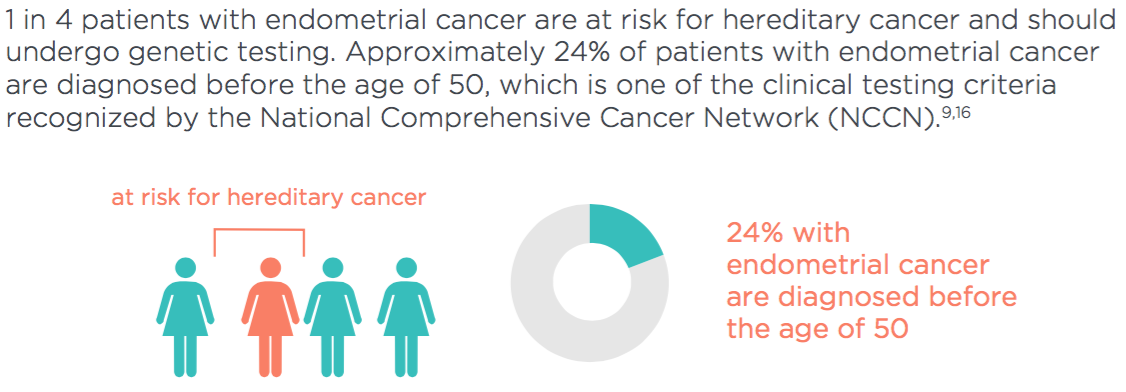 1 in 4 patients with endometrial cancer are at risk for hereditary cancer and should
undergo genetic testing. Approximately 24% of patients with endometrial cancer
are diagnosed before the age of 50, which is one of the clinical testing criteria
recognized by the National Comprehensive Cancer Network (NCCN).9,16
at risk for hereditary cancer
24% with
endometrial cancer
are diagnosed before
the age of 50